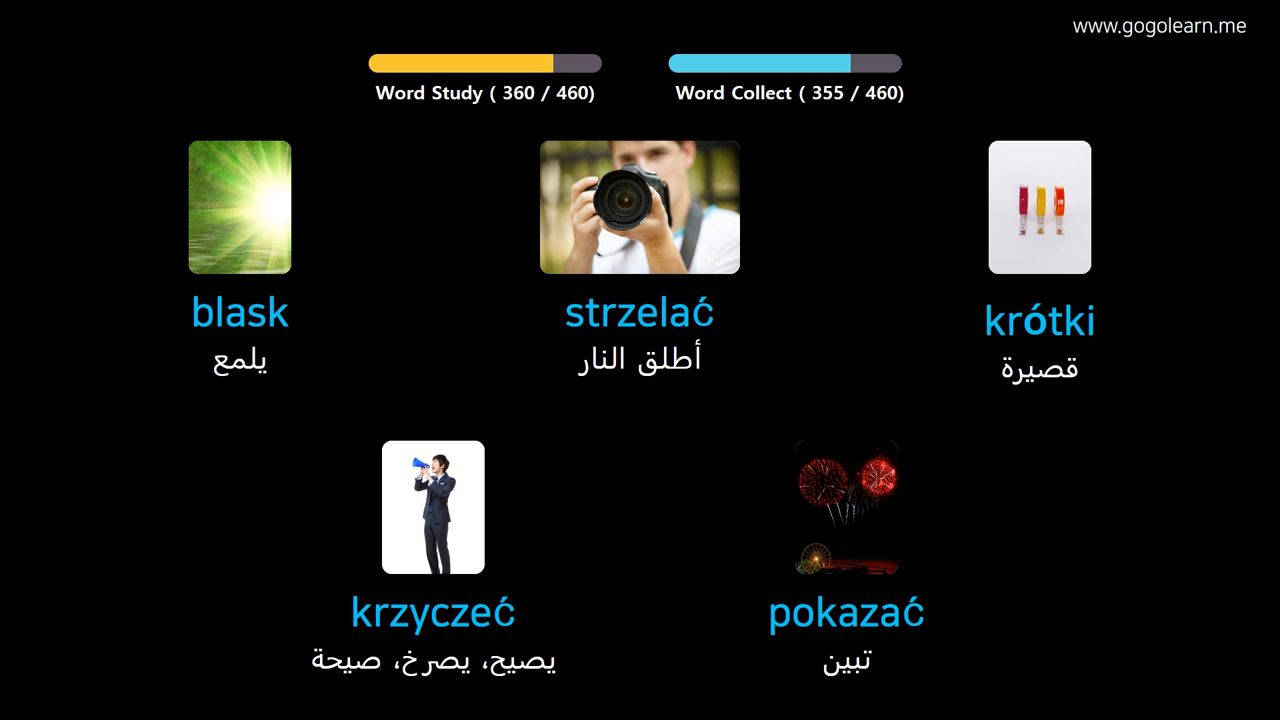 www.gogolearn.me
Word Study ( 360 / 460)
Word Collect ( 355 / 460)
blask
يلمع
strzelać
أطلق النار
krótki
قصيرة
krzyczeć
يصيح، يصرخ، صيحة
pokazać
تبين